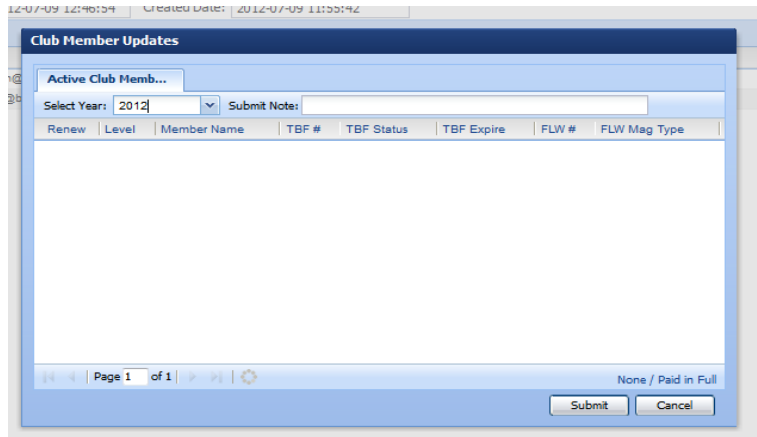 12-07-09 12:46:54 Created Date: 2012-07-09 11:55:42
Club Member Updates
Active Club Memb...
Select Year: 2012 Submit Note:
Renew Level Member Name TBF # TBF Status TBF Expire FLW # FLW Mag Type
Page 1 of 1 None / Paid in Full
Submit Cancel